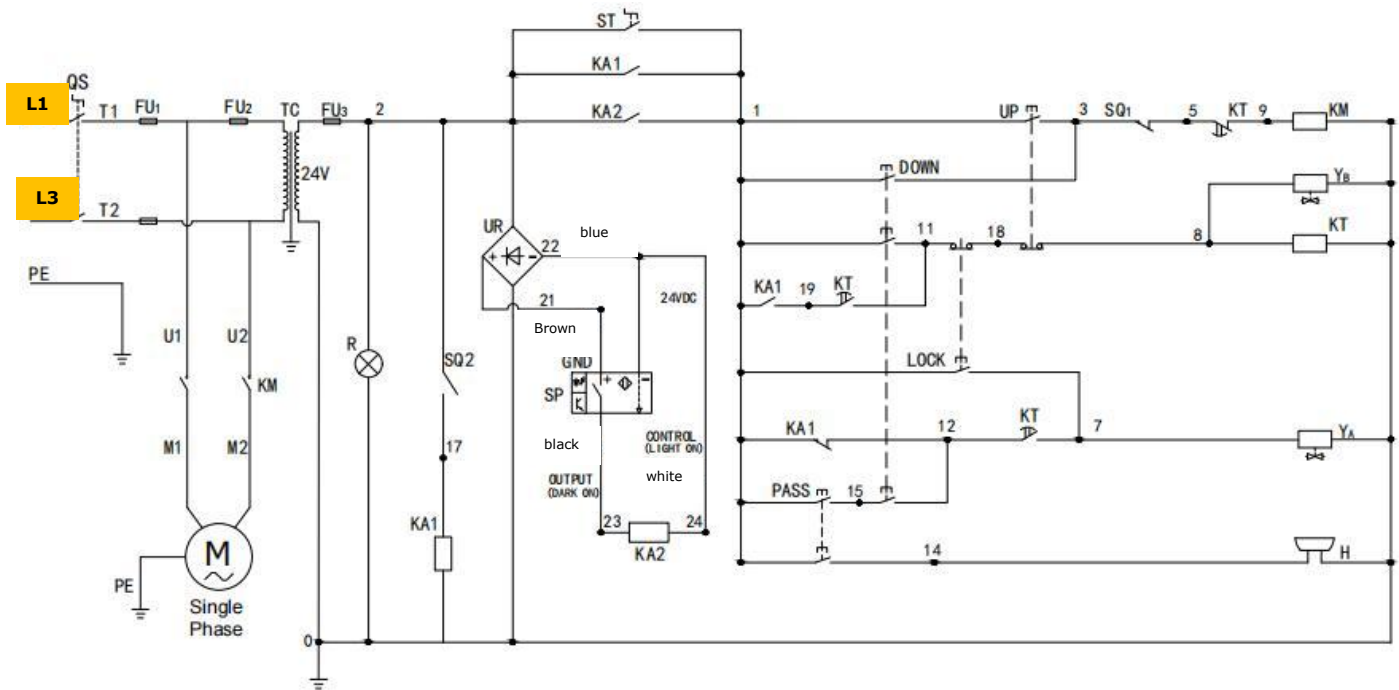 ST
KA1
QS
L1
T1
FU1
FU2
TC
FU3
2
KA2
1
UP
3
SQ1
5
KT
9
KM
24V
DOWN
YB
L3
T2
UR
22
blue
11
18
8
KT
PE
21
24VDC
KA1
19
KT
Brown
U1
U2
R
SQ2
GND
LOCK
+
-
SP
KM
black
CONTROL
(LIGHT ON)
KA1
12
KT
7
YA
M1
M2
17
white
OUTPUT
(DARK ON)
PASS
15
KA1
23
24
KA2
M
14
H
PE
Single
Phase
0